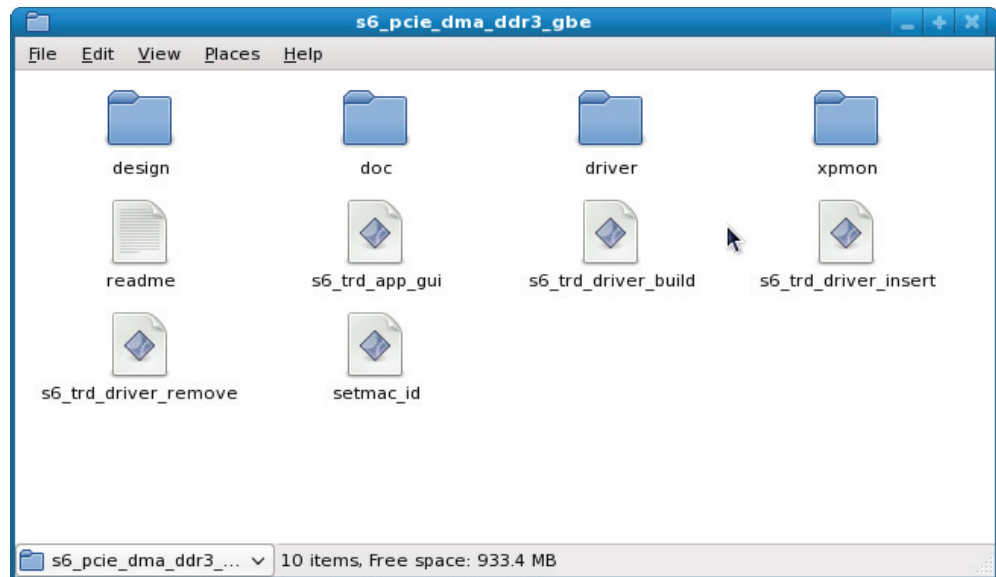 s6_pcie_dma_ddr3_gbe
File Edit View Places Help
design doc driver xpmon
readme s6_trd_app_gui s6_trd_driver_build s6_trd_driver_insert
s6_trd_driver_remove setmac_id
s6_pcie_dma_ddr3_... 10 items, Free space: 933.4 MB